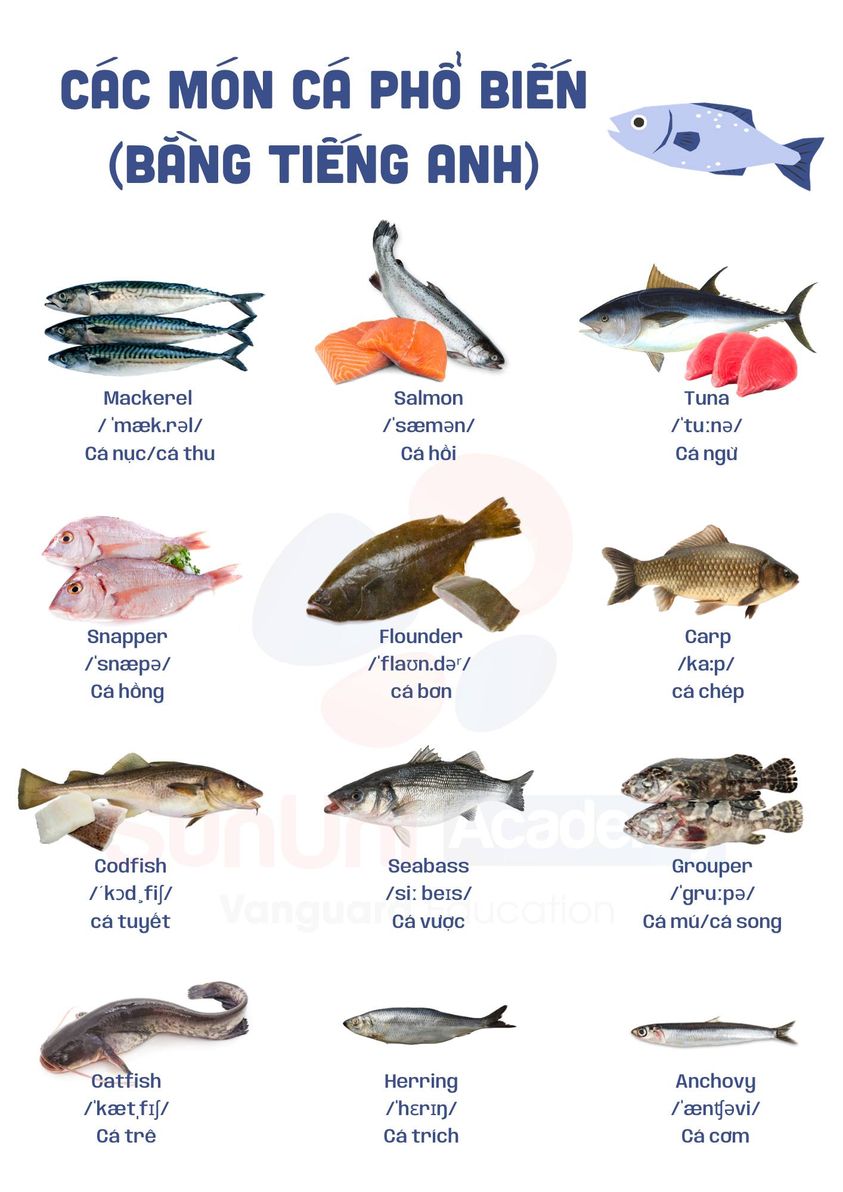 CÁC MÓN CÁ PHỔ BIẾN
(BẰNG TIẾNG ANH)
Mackerel
/ˈmæk.rəl/
Cá nục/cá thu
Salmon
/ˈsæmən/
Cá hồi
Tuna
/ˈtuːnə/
Cá ngừ
Snapper
/ˈsnæpə/
Cá hồng
Flounder
/ˈflaʊn.dəʳ/
cá bơn
Carp
/kaːp/
cá chép
Codfish
/´kɔd¸fiʃ/
cá tuyết
Seabass
/siː beɪs/
Cá vược
Grouper
/ˈgruːpə/
Cá mú/cá song
Catfish
/ˈkætˌfɪʃ/
Cá trê
Herring
/ˈhɛrɪŋ/
Cá trích
Anchovy
/ˈænʧəvi/
Cá cơm
SunUni Academy
Vanguard Education